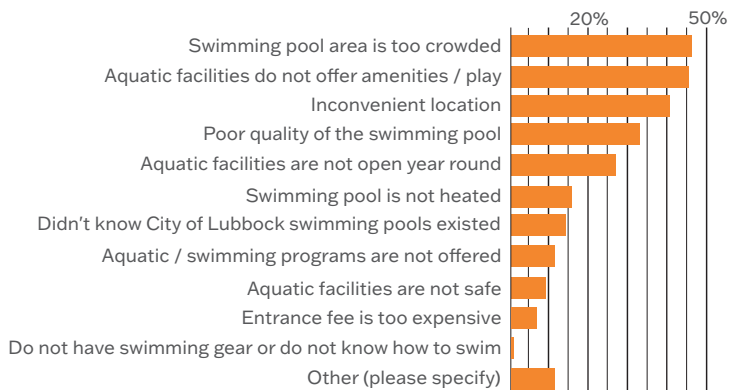 20% 50%
Swimming pool area is too crowded
Aquatic facilities do not offer amenities / play
Inconvenient location
Poor quality of the swimming pool
Aquatic facilities are not open year round
Swimming pool is not heated
Didn't know City of Lubbock swimming pools existed
Aquatic / swimming programs are not offered
Aquatic facilities are not safe
Entrance fee is too expensive
Do not have swimming gear or do not know how to swim
Other (please specify)